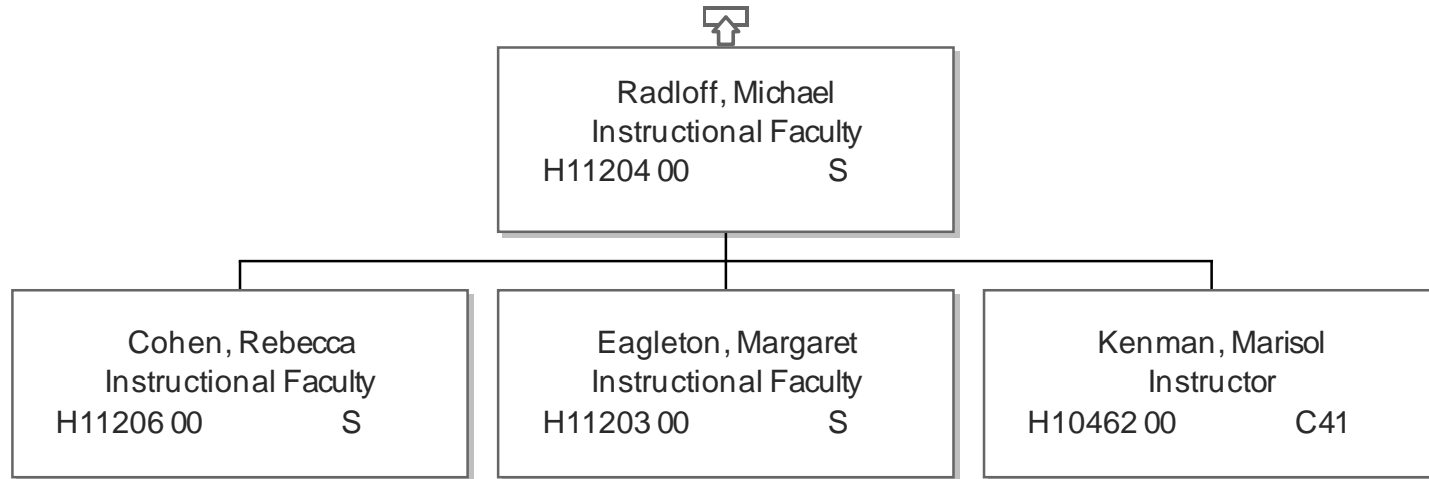 Radloff, Michael
Instructional Faculty
H11204 00 S
Cohen, Rebecca
Instructional Faculty
H11206 00 S
Eagleton, Margaret
Instructional Faculty
H11203 00 S
Kenman, Marisol
Instructor
H10462 00 C41